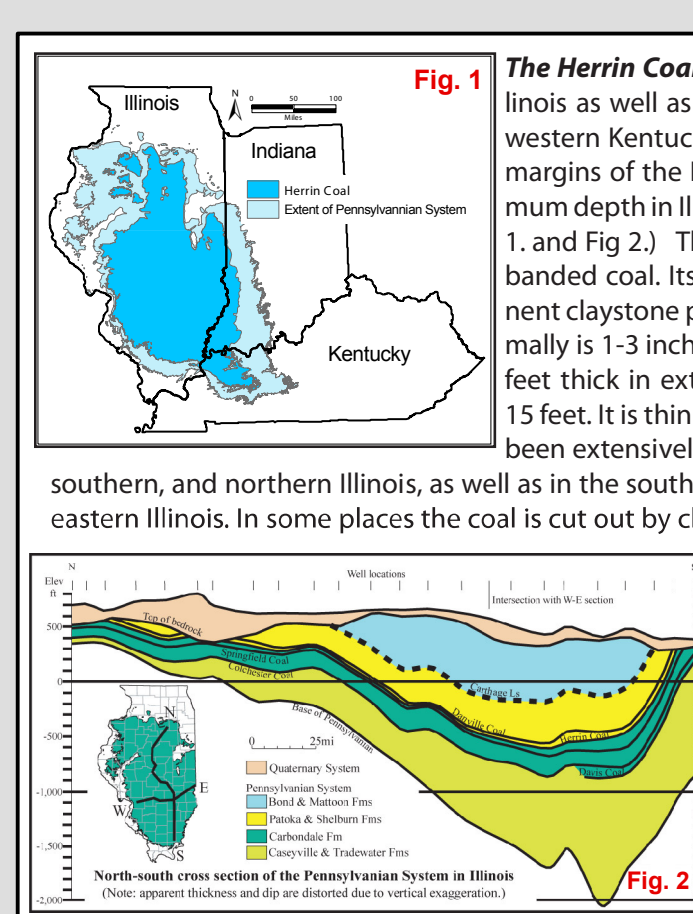 Fig. 1
Illinois
N
0 50 100
Miles
Indiana
Herrin Coal
Extent of Pennsylvannian System
Kentucky
The Herrin Coal
linois as well as
western Kentuc
margins of the
mum depth in Il
1. and Fig 2.) Th
banded coal. Its
nent claystone p
mally is 1-3 inch
feet thick in ext
15 feet. It is thin
been extensivel
southern, and northern Illinois, as well as in the south
eastern Illinois. In some places the coal is cut out by cl
N
Elev
ft
Well locations
Intersection with W-E section
500
0
-500
-1,000
-1,500
-2,000
Top of bedrock
Springfield Coal
Colchester Coal
Base of Pennsylvanian
Carthage Ls
Danville Coal
Herrin Coal
Davis Coal
N
E
W
S
0 25mi
Quaternary System
Pennsylvanian System
Bond & Mattoon Fms
Patoka & Shelburn Fms
Carbondale Fm
Caseyville & Tradewater Fms
North-south cross section of the Pennsylvanian System in Illinois
(Note: apparent thickness and dip are distorted due to vertical exaggeration.)
Fig. 2